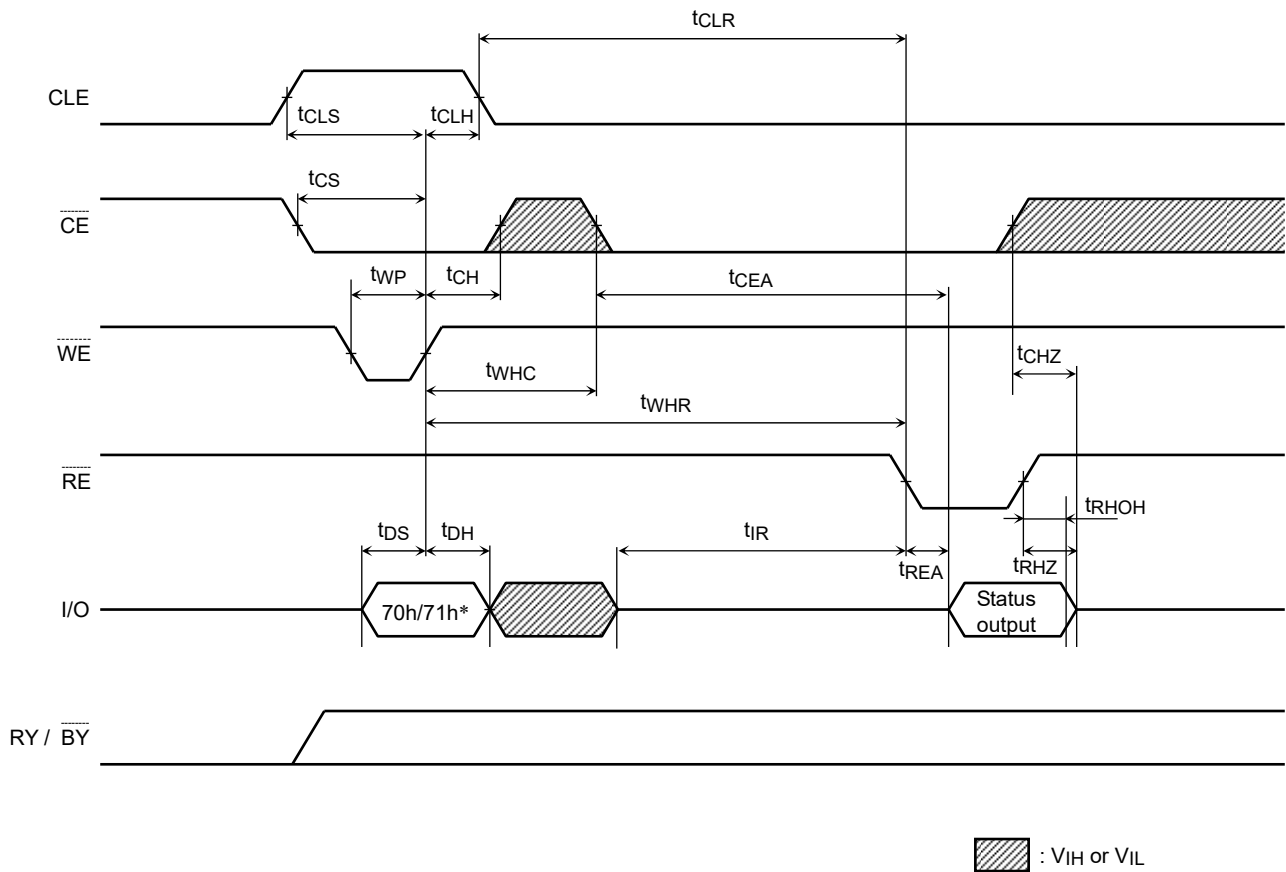 tCLR
CLE
tCLS
tCLH
tCS
CE
tWP
tCH
tCEA
WE
tCHZ
tWHC
tWHR
RE
tRHOH
tDS
tDH
tIR
tREA
tRHZ
I/O
70h/71h*
Status
output
RY / BY
: VIH or VIL